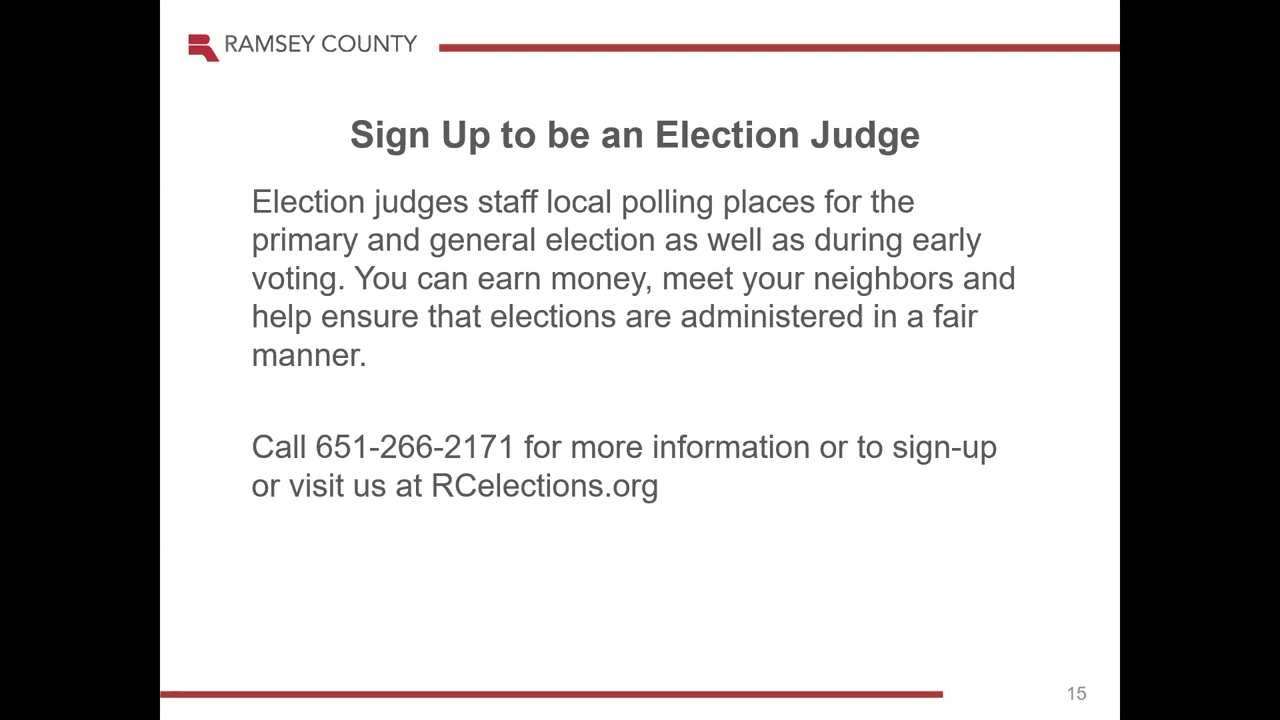 RAMSEY COUNTY
Sign Up to be an Election Judge
Election judges staff local polling places for the
primary and general election as well as during early
voting. You can earn money, meet your neighbors and
help ensure that elections are administered in a fair
manner.
Call 651-266-2171 for more information or to sign-up
or visit us at RCelections.org
15